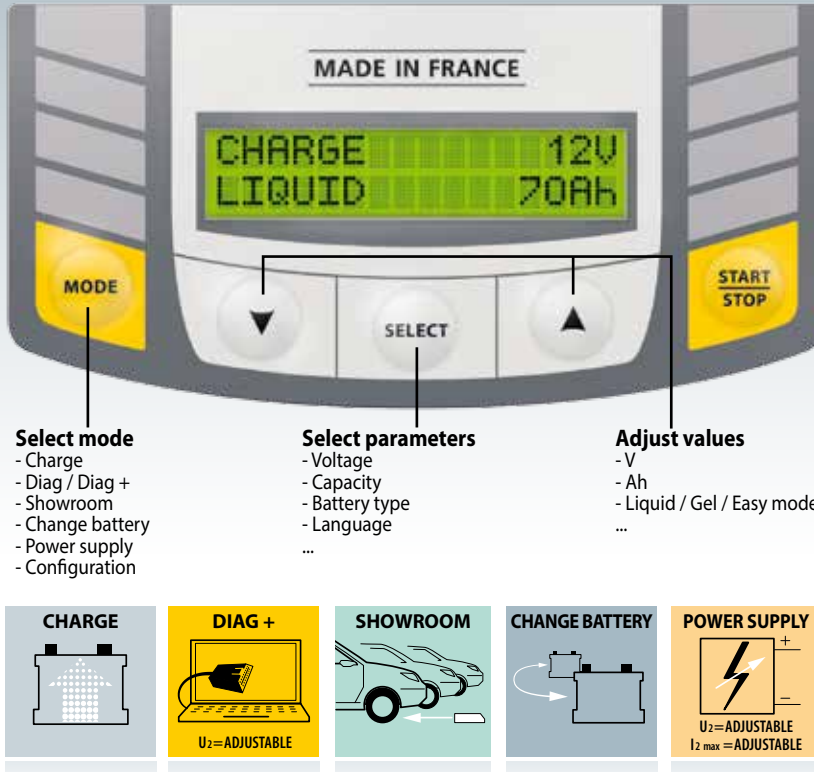 MADE IN FRANCE
CHARGE 12V
LIQUID 70Ah
MODE
▼
SELECT
▲
START
STOP
Select mode
- Charge
- Diag / Diag +
- Showroom
- Change battery
- Power supply
- Configuration
Select parameters
- Voltage
- Capacity
- Battery type
- Language
...
Adjust values
- V
- Ah
- Liquid / Gel / Easy mode
...
CHARGE
DIAG +
U2=ADJUSTABLE
SHOWROOM
CHANGE BATTERY
POWER SUPPLY
+
–
U2=ADJUSTABLE
I2 max =ADJUSTABLE